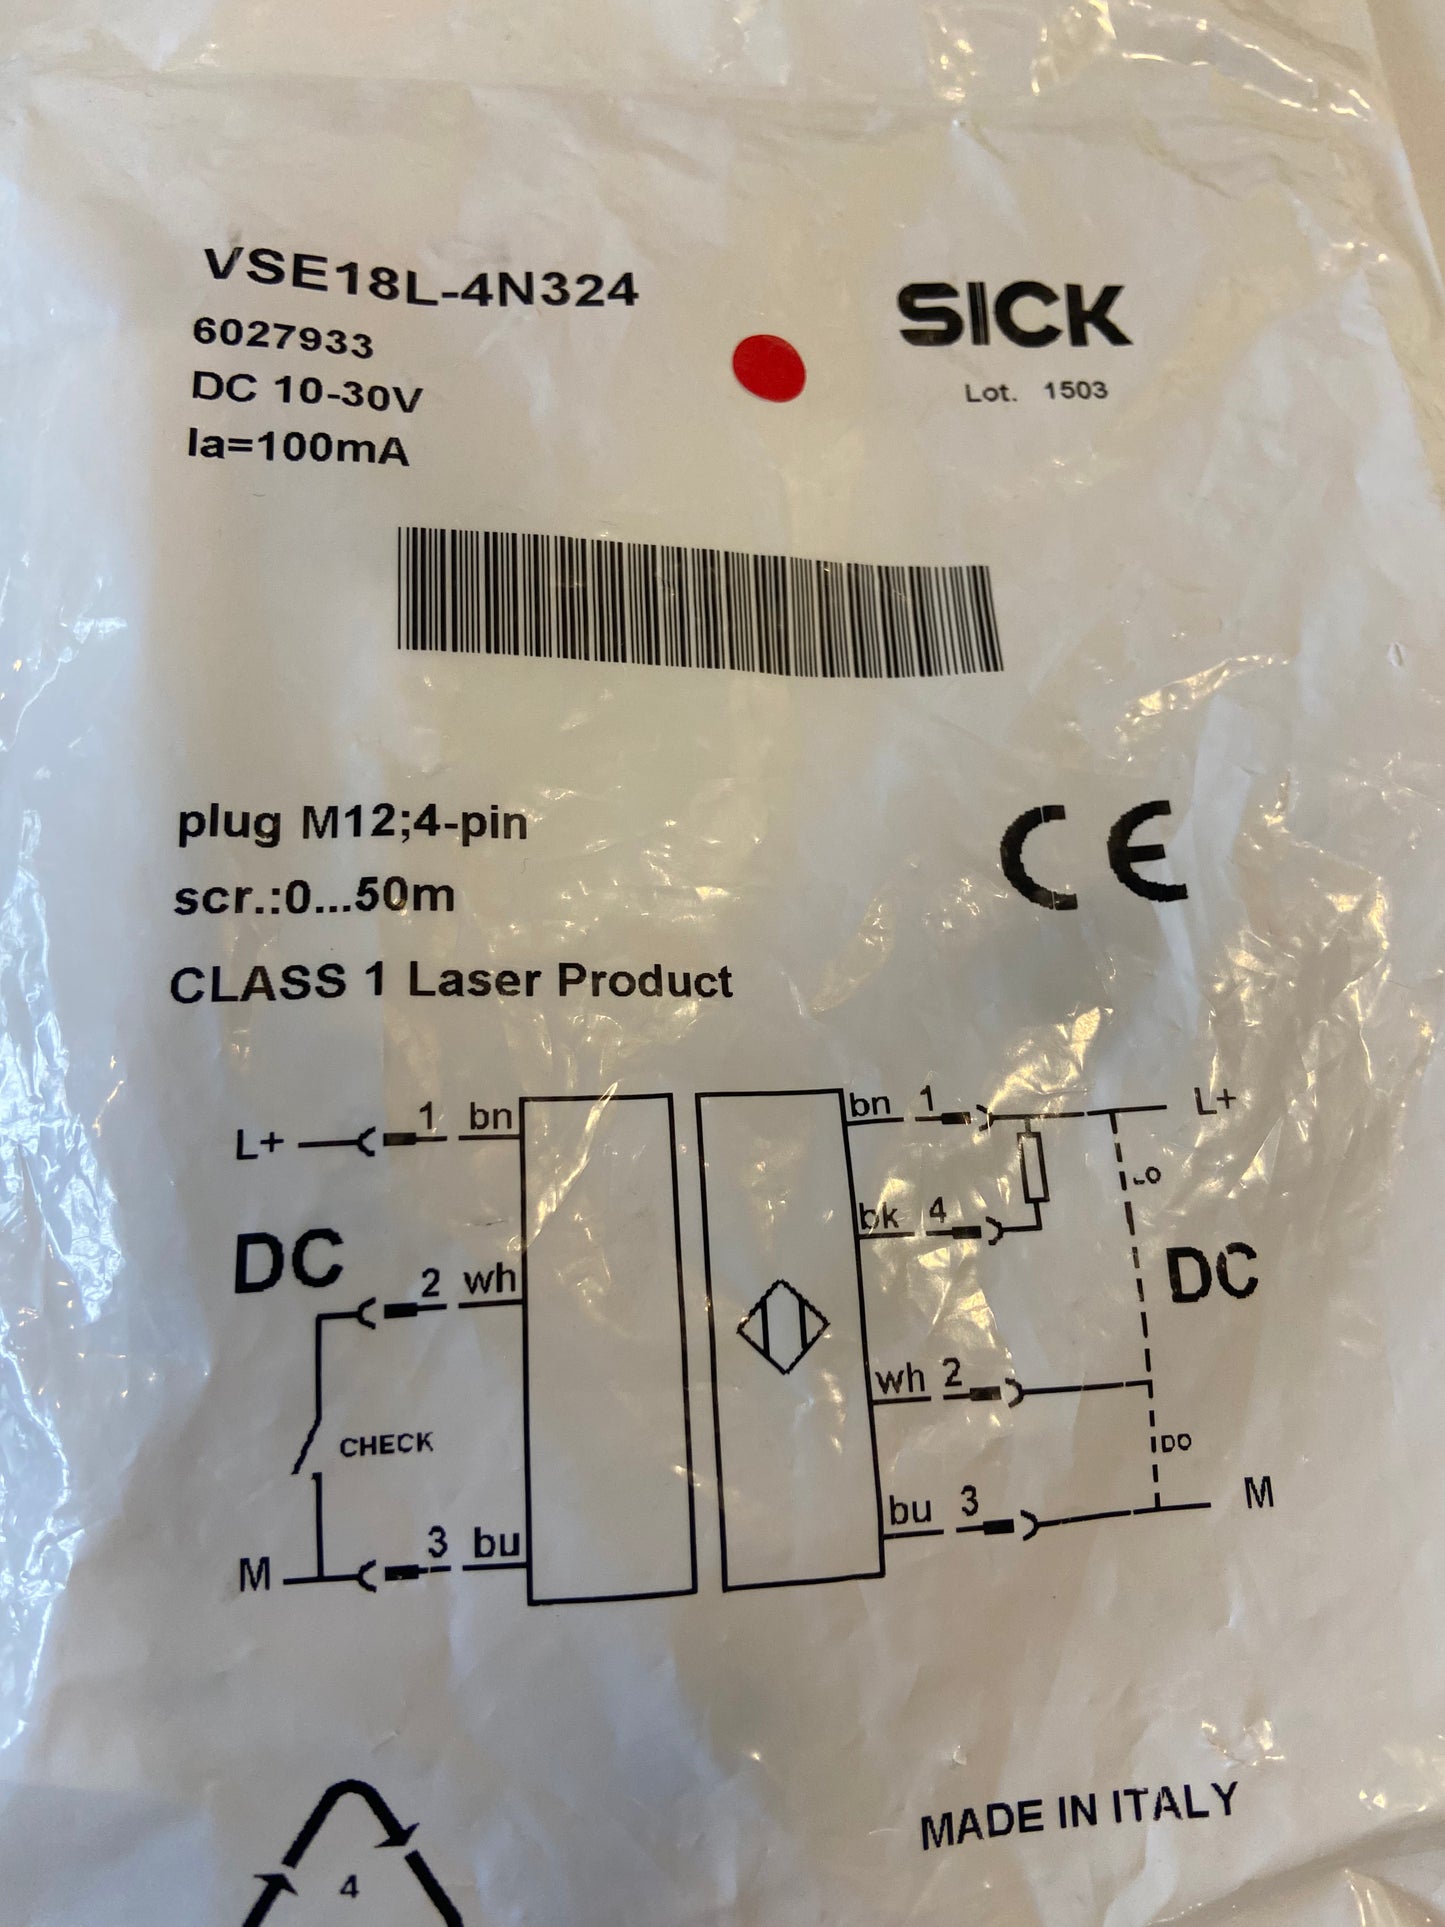 VSE18L-4N324
6027933
DC 10-30V
Ia=100mA
SICK
Lot. 1503
plug M12;4-pin
scr.:0...50m
CLASS 1 Laser Product
CE
L+ 1 bn
DC
2 wh
CHECK
M 3 bu
bn 1 L+
LO
bk 4
DC
wh 2
DO
bu 3 M
MADE IN ITALY
4